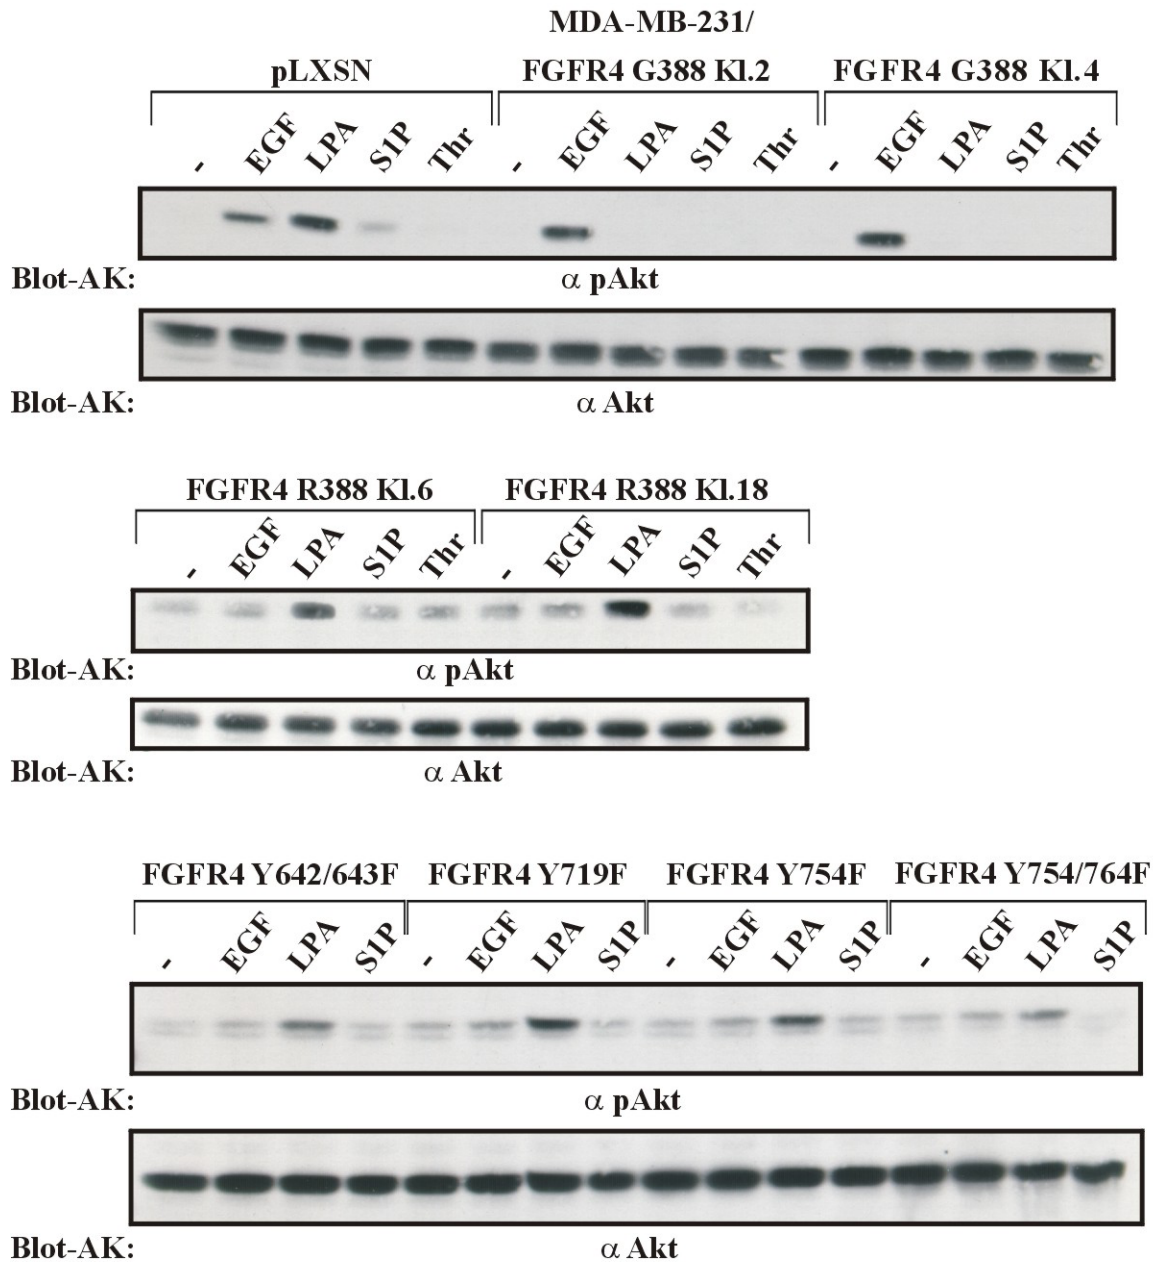 MDA-MB-231/
pLXSN FGFR4 G388 Kl.2 FGFR4 G388 Kl.4
- EGF LPA S1P Thr - EGF LPA S1P Thr - EGF LPA S1P Thr
Blot-AK: α pAkt
Blot-AK: α Akt
FGFR4 R388 Kl.6 FGFR4 R388 Kl.18
- EGF LPA S1P Thr - EGF LPA S1P Thr
Blot-AK: α pAkt
Blot-AK: α Akt
FGFR4 Y642/643F FGFR4 Y719F FGFR4 Y754F FGFR4 Y754/764F
- EGF LPA S1P - EGF LPA S1P - EGF LPA S1P - EGF LPA S1P
Blot-AK: α pAkt
Blot-AK: α Akt